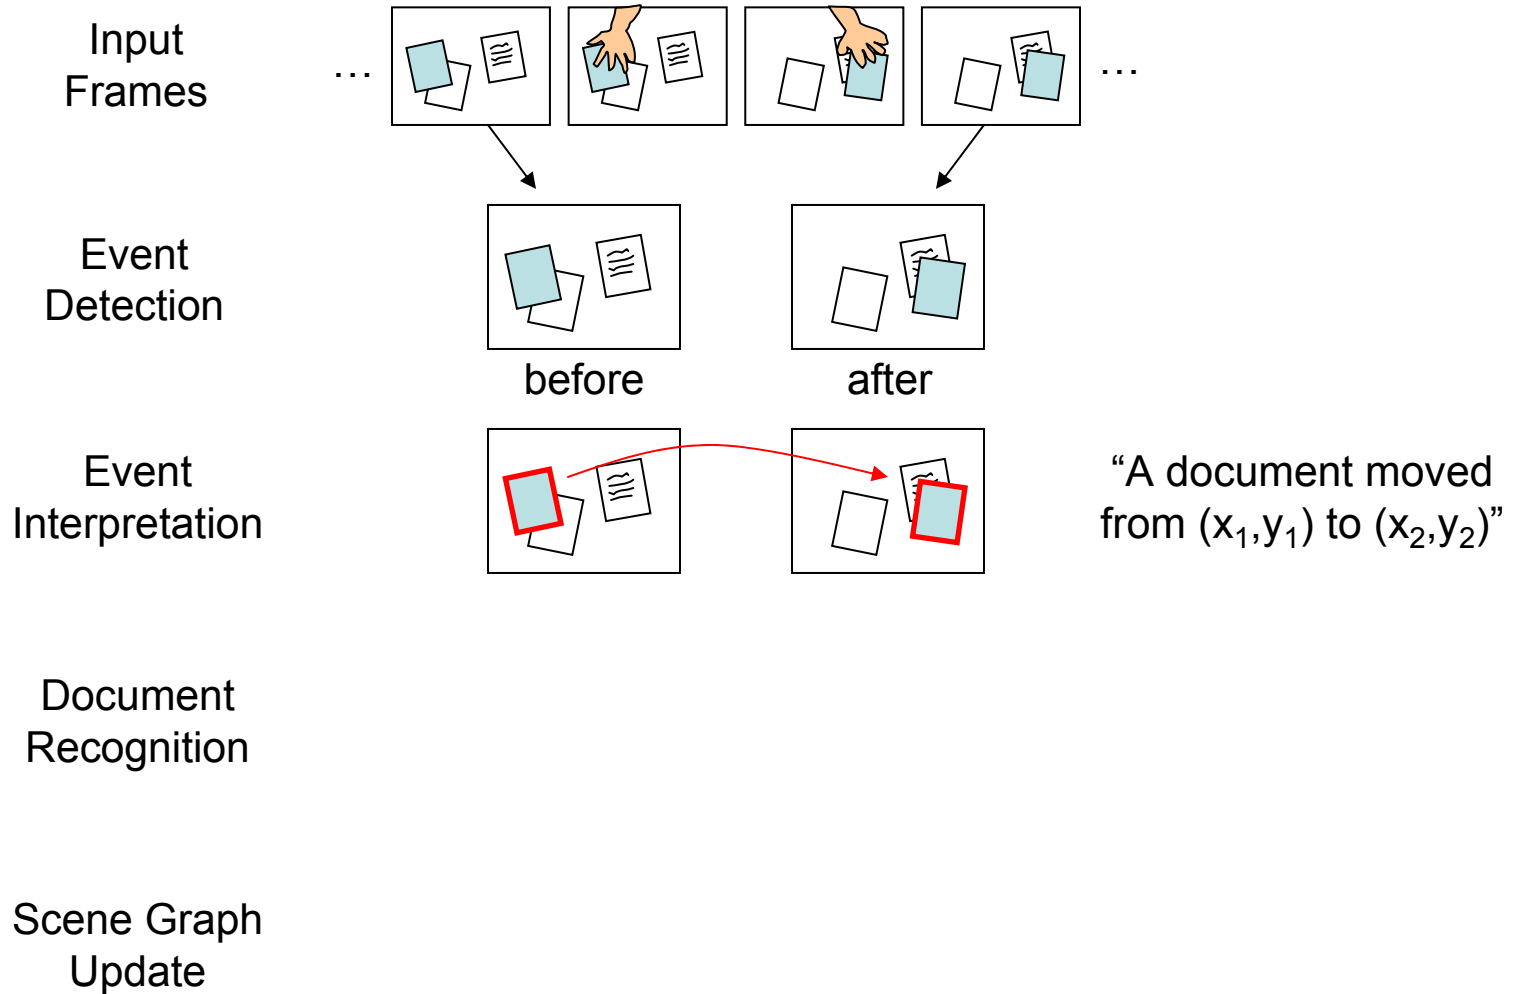 Input
Frames
… …
Event
Detection
before after
Event
Interpretation
“A document moved
from (x₁,y₁) to (x₂,y₂)”
Document
Recognition
Scene Graph
Update